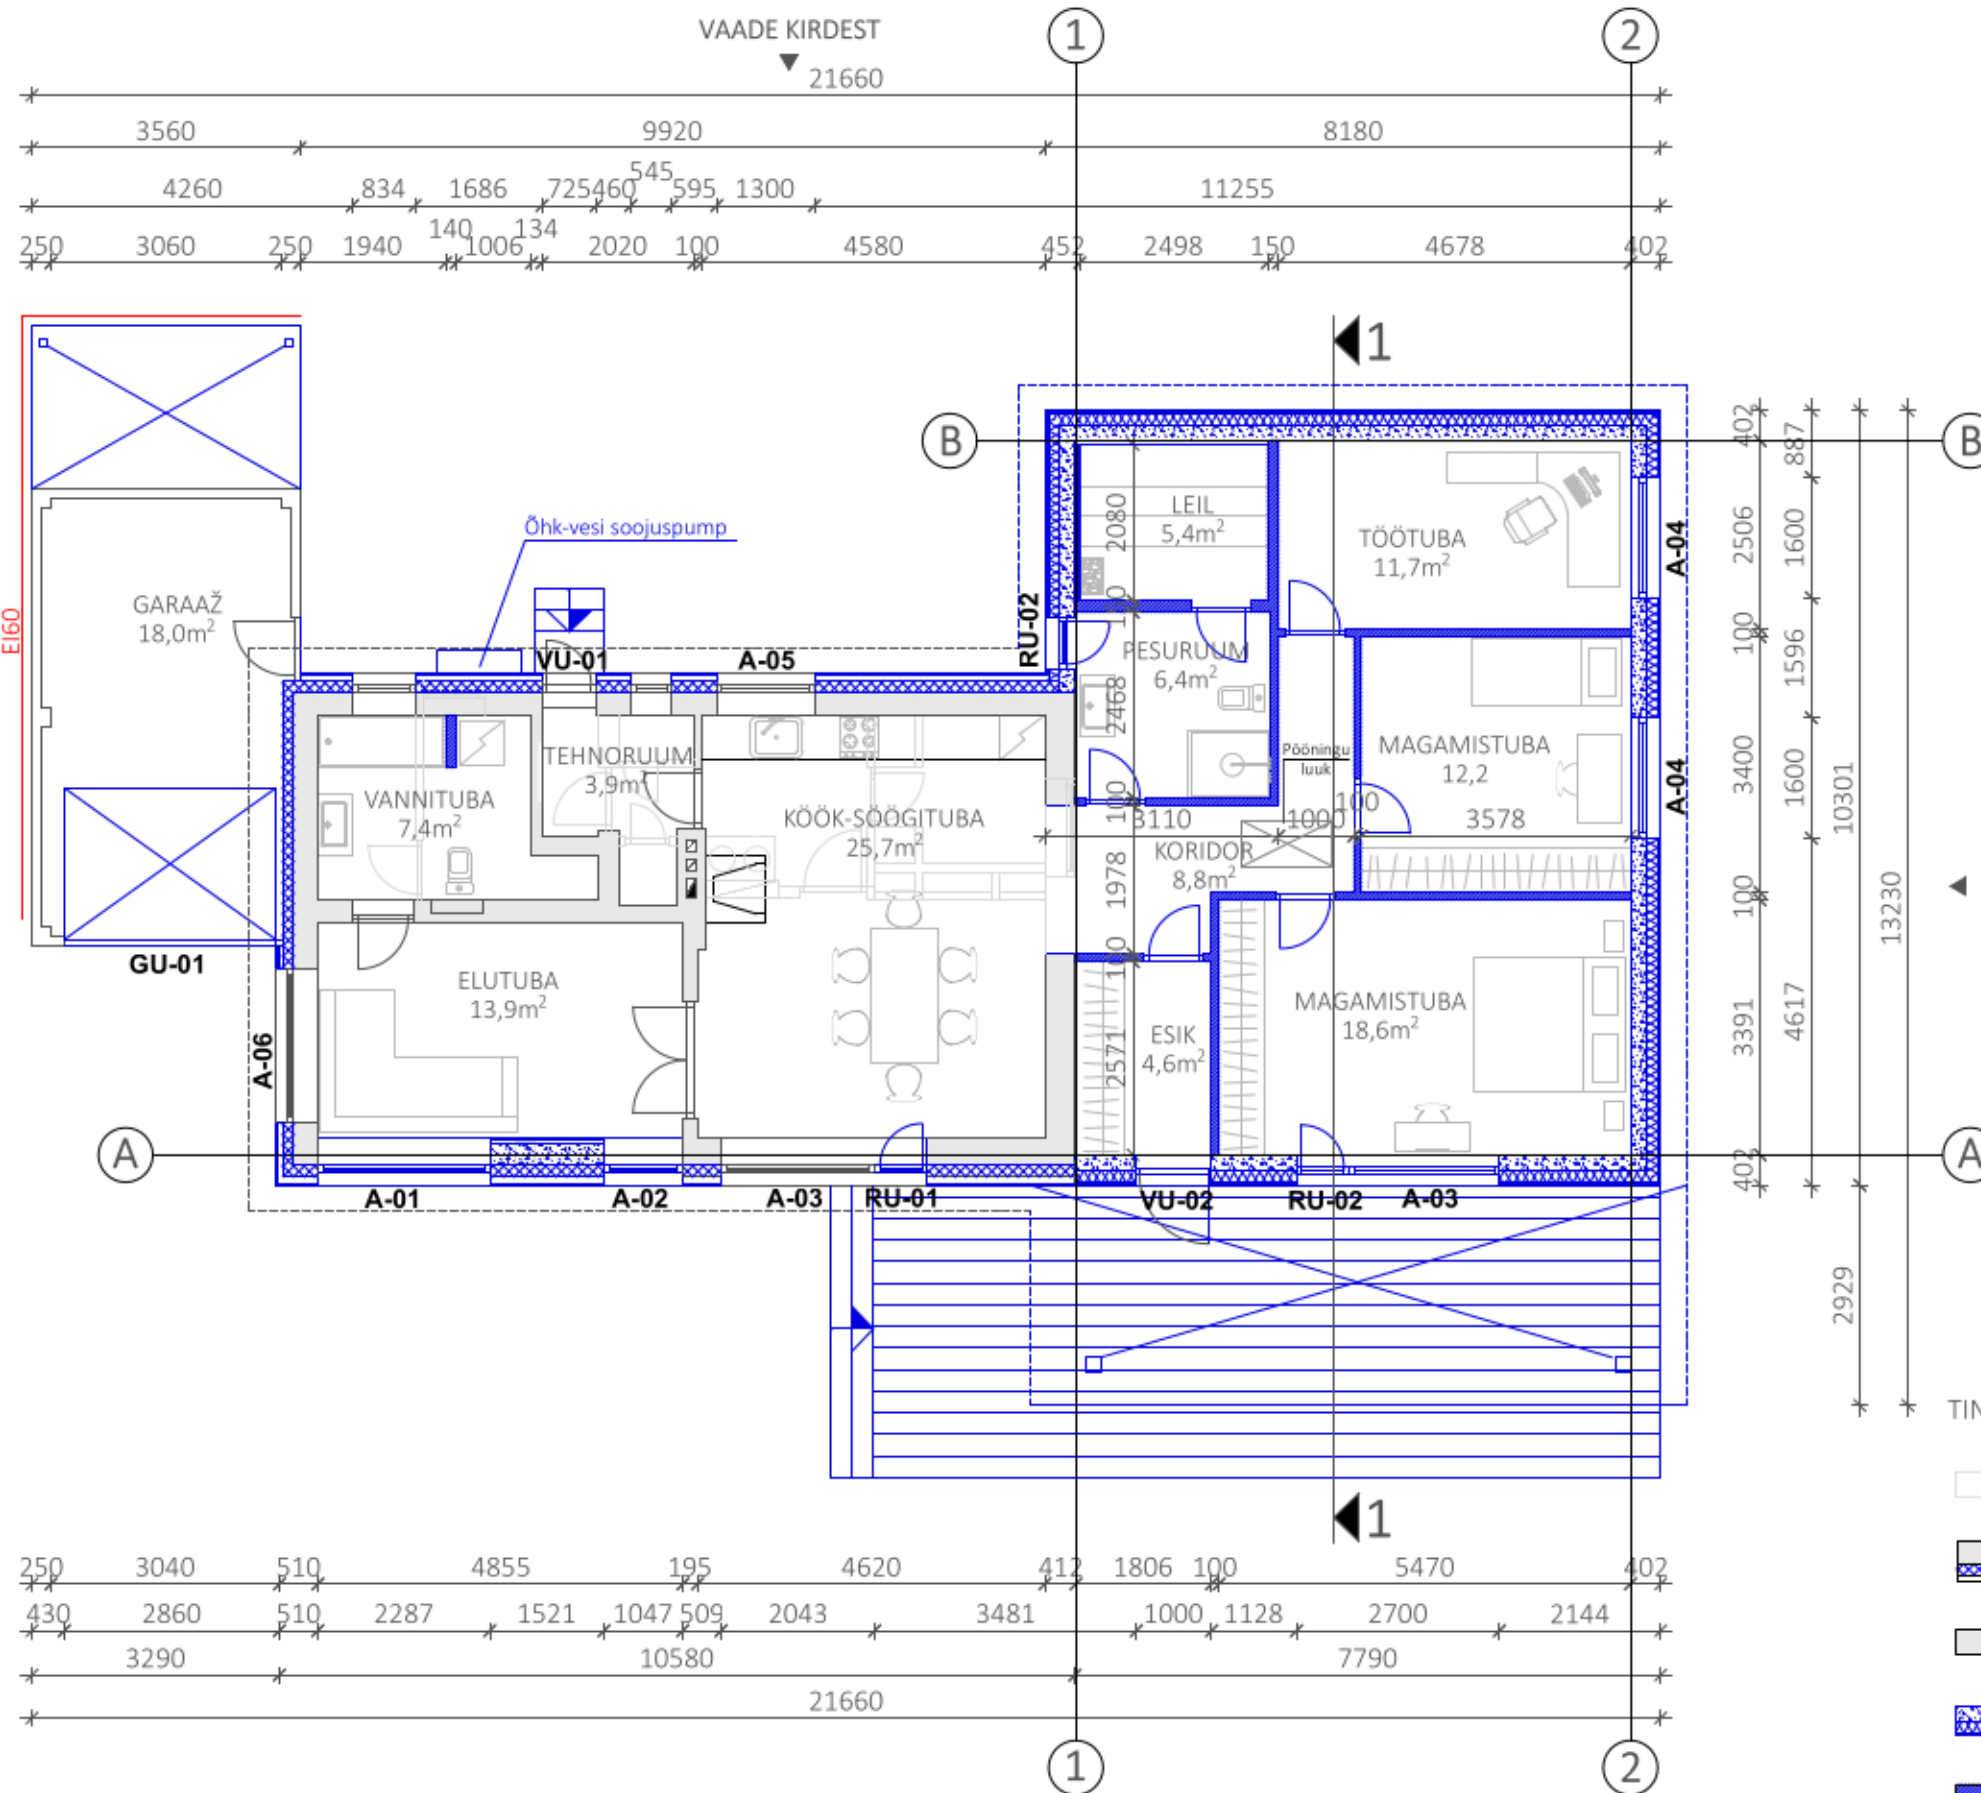 VAADE KIRDEST
1
2
21660
3560 9920 8180
545
4260 834 1686 725 460 595 1300 11255
140 134
250 3060 250 1940 1006 2020 100 4580 452 2498 150 4678 402
1
B
B
402
887
LEIL
5,4m²
2080
TÖÖTUBA
11,7m²
2506
1600
A-04
Õhk-vesi soojuspump
GARAAŽ
18,0m²
EI60
RU-02
150
VU-01
A-05
PESURUUM
6,4m²
2468
100
1596
TEHNORUUM
3,9m²
Pööningu
luuk
MAGAMISTUBA
12,2
3400
1600
A-04
10301
VANNITUBA
7,4m²
KÖÖK-SÖÖGITUBA
25,7m²
100
3110 1000 100 3578
KORIDOR
8,8m²
1978
100
13230
GU-01
ELUTUBA
13,9m²
100
MAGAMISTUBA
18,6m²
ESIK
4,6m²
2571
3391
4617
A-06
A
A
402
A-01
A-02
A-03
RU-01
VU-02
RU-02
A-03
2929
TIN
1
250 3040 510 4855 195 4620 412 1806 100 5470 402
430 2860 510 2287 1521 1047 509 2043 3481 1000 1128 2700 2144
3290 10580 7790
21660
1
2